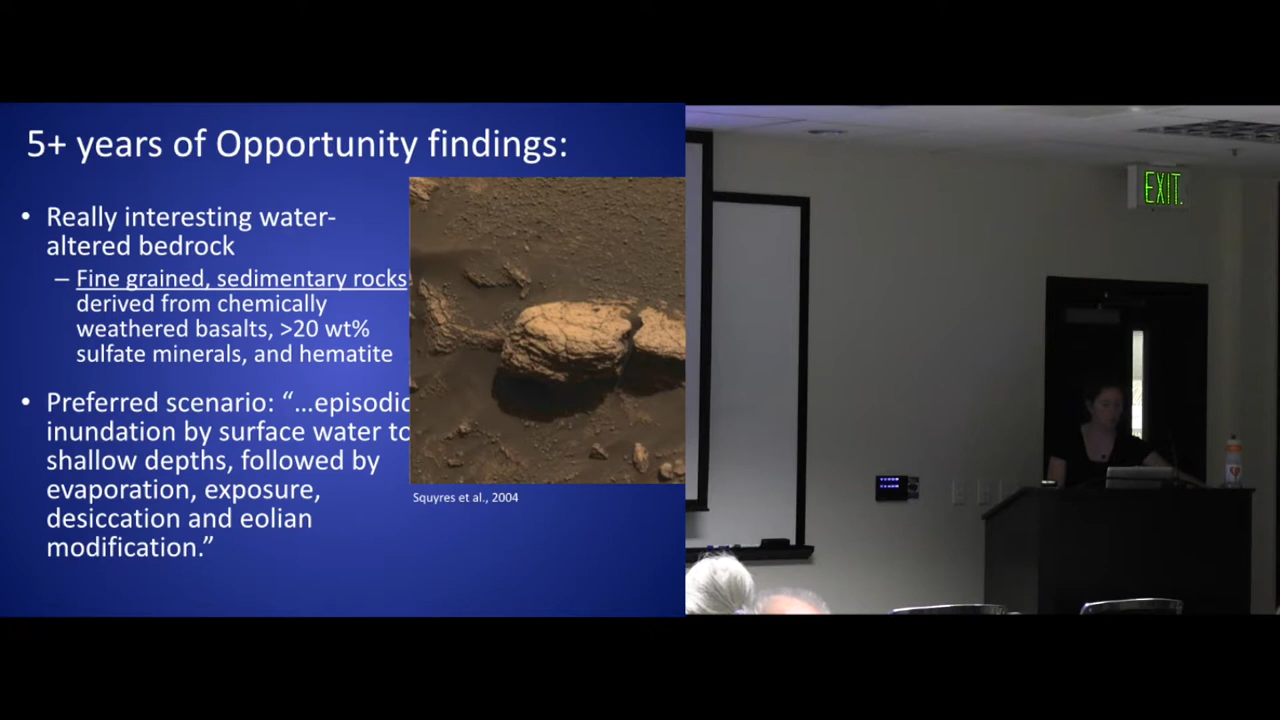 5+ years of Opportunity findings:
• Really interesting water-
altered bedrock
– Fine grained, sedimentary rocks
derived from chemically
weathered basalts, >20 wt%
sulfate minerals, and hematite
• Preferred scenario: “…episodic
inundation by surface water to
shallow depths, followed by
evaporation, exposure,
desiccation and eolian
modification.”
Squyres et al., 2004
EXIT